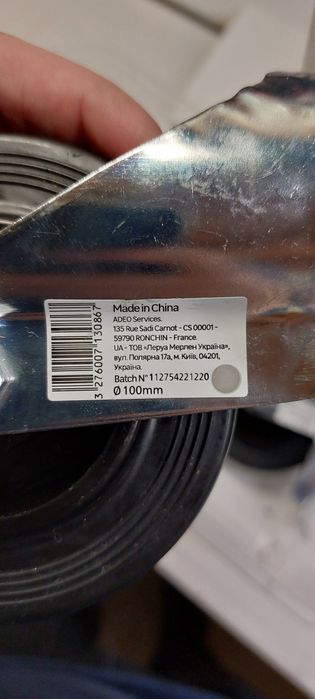 Made in China
ADEO Services.
135 Rue Sadi Carnot - CS 00001 -
59790 RONCHIN - France.
UA - ТОВ «Леруа Мерлен Україна»,
вул. Полярна 17а, м. Київ, 04201,
Україна.
Batch N° 112754221220
Ø 100mm
3 276007 130867